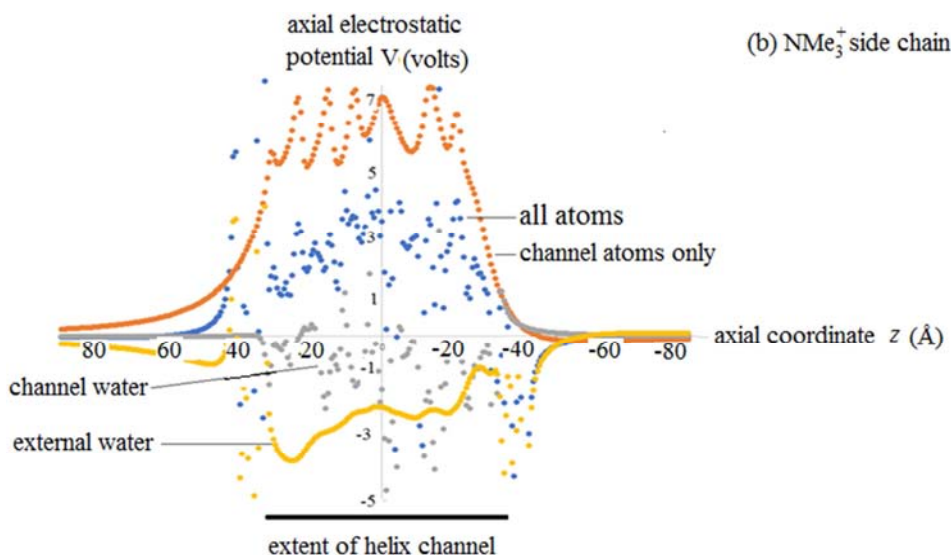 axial electrostatic
potential V (volts)
(b) NMe₃⁺ side chain
7
5
all atoms
3
channel atoms only
1
axial coordinate z (Å)
80 60 40 20 -20 -40 -60 -80
-1
channel water
external water
-3
-5
extent of helix channel